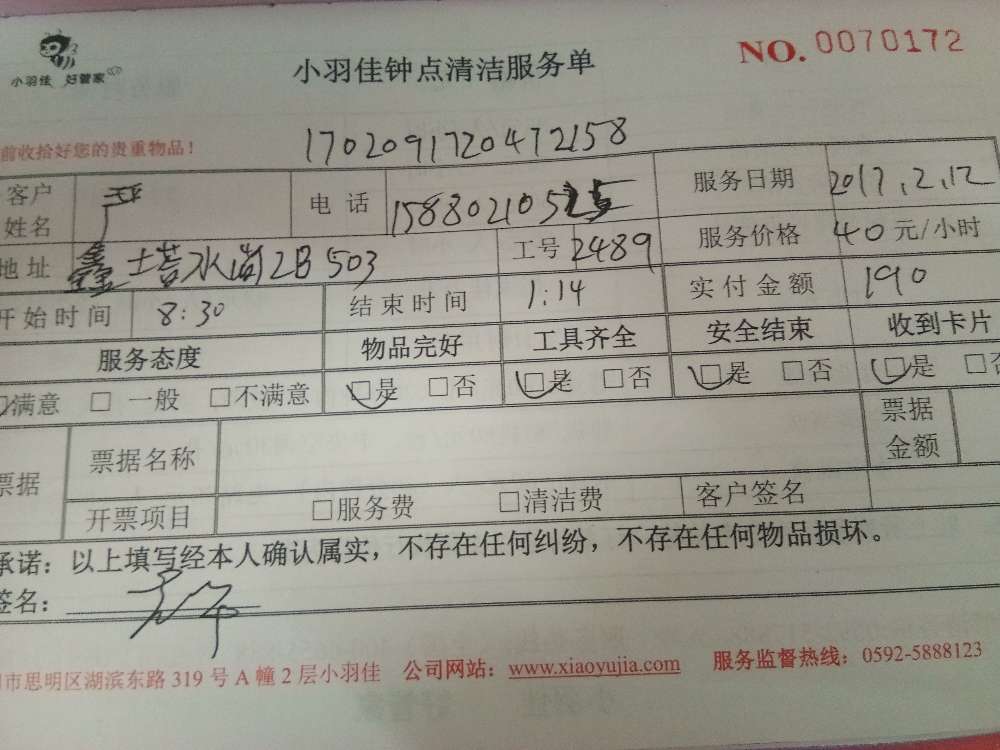 小羽佳 好管家
小羽佳钟点清洁服务单
NO. 0070172
前收拾好您的贵重物品！
1702091720472158
客户姓名 严 电话 服务日期 2017.2.12
地址 鑫塔水尚2B503 工号 2489 服务价格 40元/小时
开始时间 8:30 结束时间 1:14 实付金额 190
服务态度 物品完好 工具齐全 安全结束 收到卡片
□满意 □一般 □不满意 □是 □否 □是 □否 □是 □否 □是 □否
票据 票据名称 票据金额
开票项目 □服务费 □清洁费 客户签名
承诺：以上填写经本人确认属实，不存在任何纠纷，不存在任何物品损坏。
签名：
市思明区湖滨东路319号A幢2层小羽佳 公司网站：www.xiaoyujia.com 服务监督热线：0592-5888123